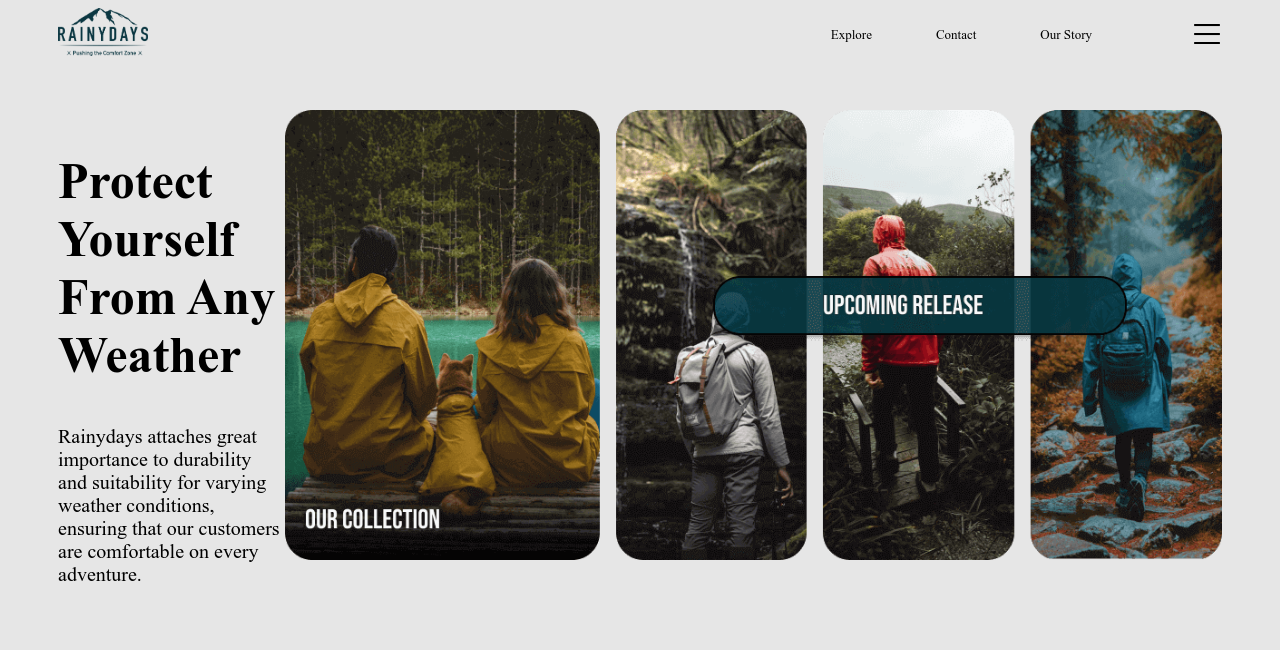 RAINYDAYS
× Pushing the Comfort Zone ×
Explore
Contact
Our Story
Protect
Yourself
From Any
Weather
Rainydays attaches great
importance to durability
and suitability for varying
weather conditions,
ensuring that our customers
are comfortable on every
adventure.
OUR COLLECTION
UPCOMING RELEASE